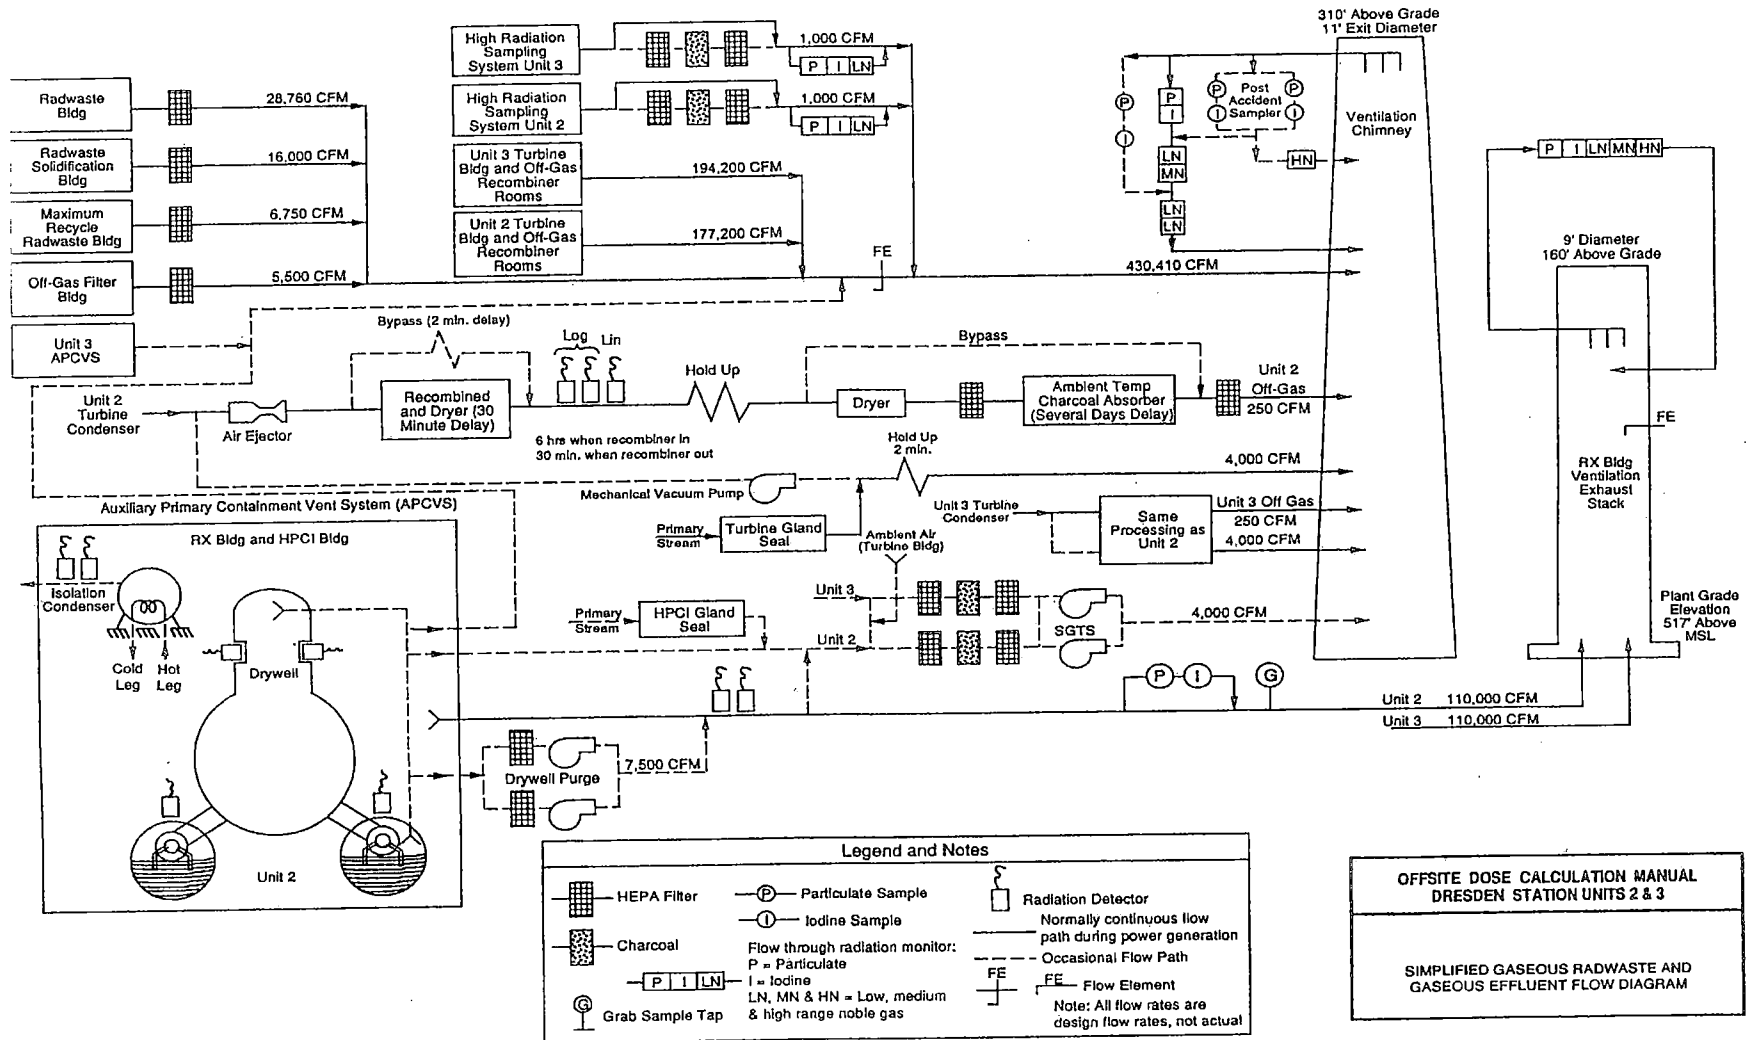 310' Above Grade
11' Exit Diameter
High Radiation
Sampling
System Unit 3
1,000 CFM
P I LN
High Radiation
Sampling
System Unit 2
1,000 CFM
P I LN
Radwaste
Bldg
28,760 CFM
Radwaste
Solidification
Bldg
16,000 CFM
Maximum
Recycle
Radwaste Bldg
6,750 CFM
Off-Gas Filter
Bldg
5,500 CFM
Unit 3
APCVS
Unit 3 Turbine
Bldg and Off-Gas
Recombiner
Rooms
194,200 CFM
Unit 2 Turbine
Bldg and Off-Gas
Recombiner
Rooms
177,200 CFM
FE
430,410 CFM
P
I
P
I
LN
MN
LN
LN
P
I
Post
Accident
Sampler
P
I
HN
Ventilation
Chimney
P I LN MN HN
9' Diameter
160' Above Grade
FE
RX Bldg
Ventilation
Exhaust
Stack
Plant Grade
Elevation
517' Above
MSL
Bypass (2 min. delay)
Log
Lin
Unit 2
Turbine
Condenser
Air Ejector
Recombined
and Dryer (30
Minute Delay)
Hold Up
6 hrs when recombiner in
30 min. when recombiner out
Bypass
Dryer
Ambient Temp
Charcoal Absorber
(Several Days Delay)
Unit 2
Off-Gas
250 CFM
Mechanical Vacuum Pump
Hold Up
2 min.
4,000 CFM
Primary
Stream
Turbine Gland
Seal
Ambient Air
(Turbine Bldg)
Unit 3 Turbine
Condenser
Same
Processing as
Unit 2
Unit 3 Off Gas
250 CFM
4,000 CFM
Auxiliary Primary Containment Vent System (APCVS)
RX Bldg and HPCI Bldg
Isolation
Condenser
Cold
Leg
Hot
Leg
Drywell
Unit 2
Primary
Stream
HPCI Gland
Seal
Unit 3
Unit 2
SGTS
4,000 CFM
P
I
G
Unit 2 110,000 CFM
Unit 3 110,000 CFM
Drywell Purge
7,500 CFM
Legend and Notes
HEPA Filter
Charcoal
P I LN
G
Grab Sample Tap
P
Particulate Sample
I
Iodine Sample
Flow through radiation monitor:
P = Particulate
I = Iodine
LN, MN & HN = Low, medium
& high range noble gas
Radiation Detector
Normally continuous flow
path during power generation
Occasional Flow Path
FE
FE
Flow Element
Note: All flow rates are
design flow rates, not actual
OFFSITE DOSE CALCULATION MANUAL
DRESDEN STATION UNITS 2 & 3
SIMPLIFIED GASEOUS RADWASTE AND
GASEOUS EFFLUENT FLOW DIAGRAM